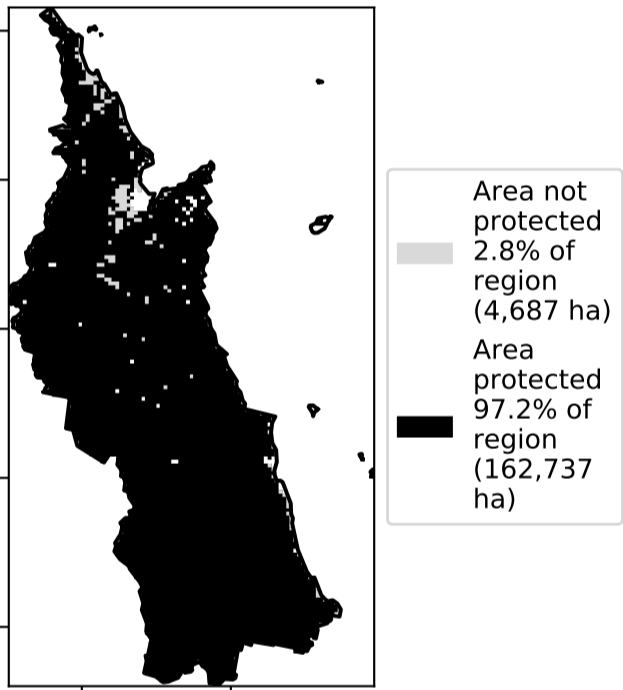 Area not
protected
2.8% of
region
(4,687 ha)
Area
protected
97.2% of
region
(162,737
ha)